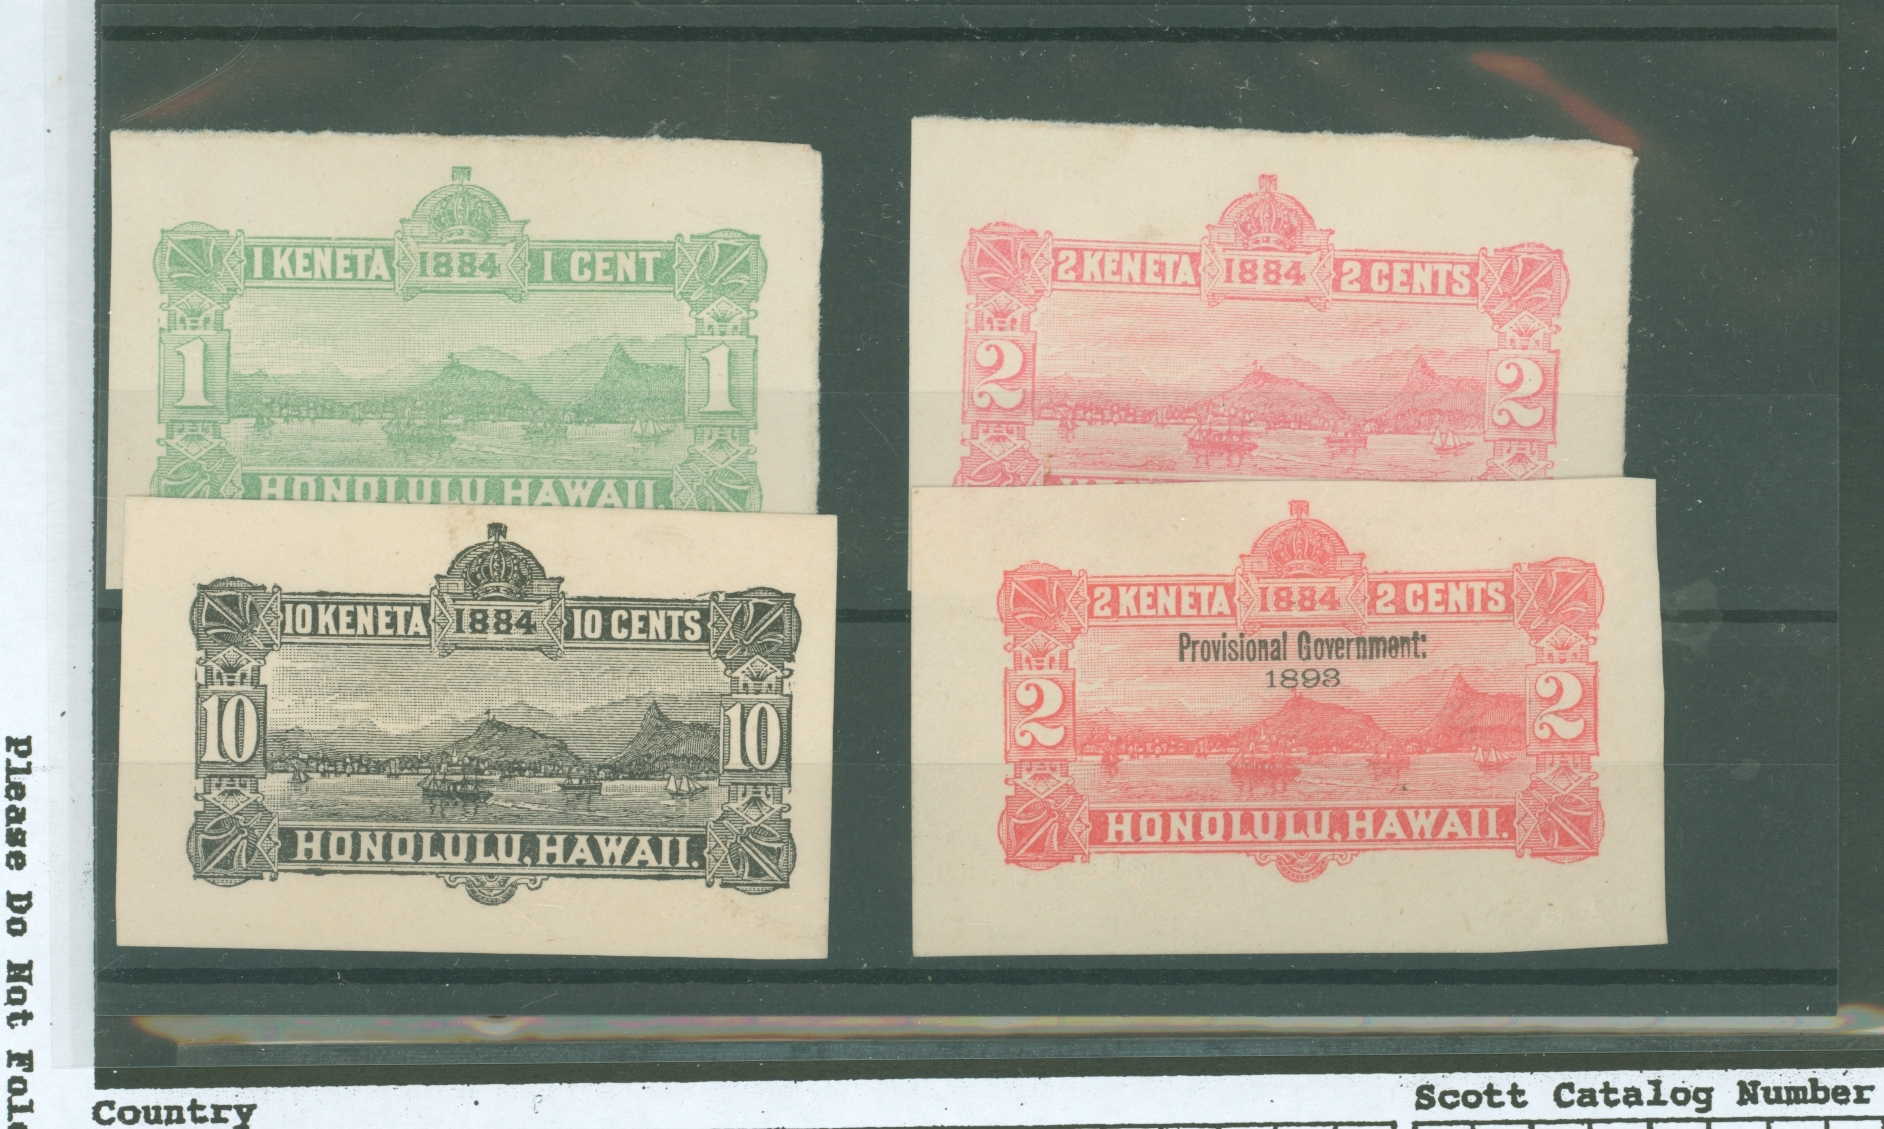 1 KENETA 1884 1 CENT
1 1
HONOLULU, HAWAII.
2 KENETA 1884 2 CENTS
2 2
10 KENETA 1884 10 CENTS
10 10
HONOLULU, HAWAII.
2 KENETA 1884 2 CENTS
Provisional Government:
1893
2 2
HONOLULU, HAWAII.
Please Do Not
Country
Scott Catalog Number